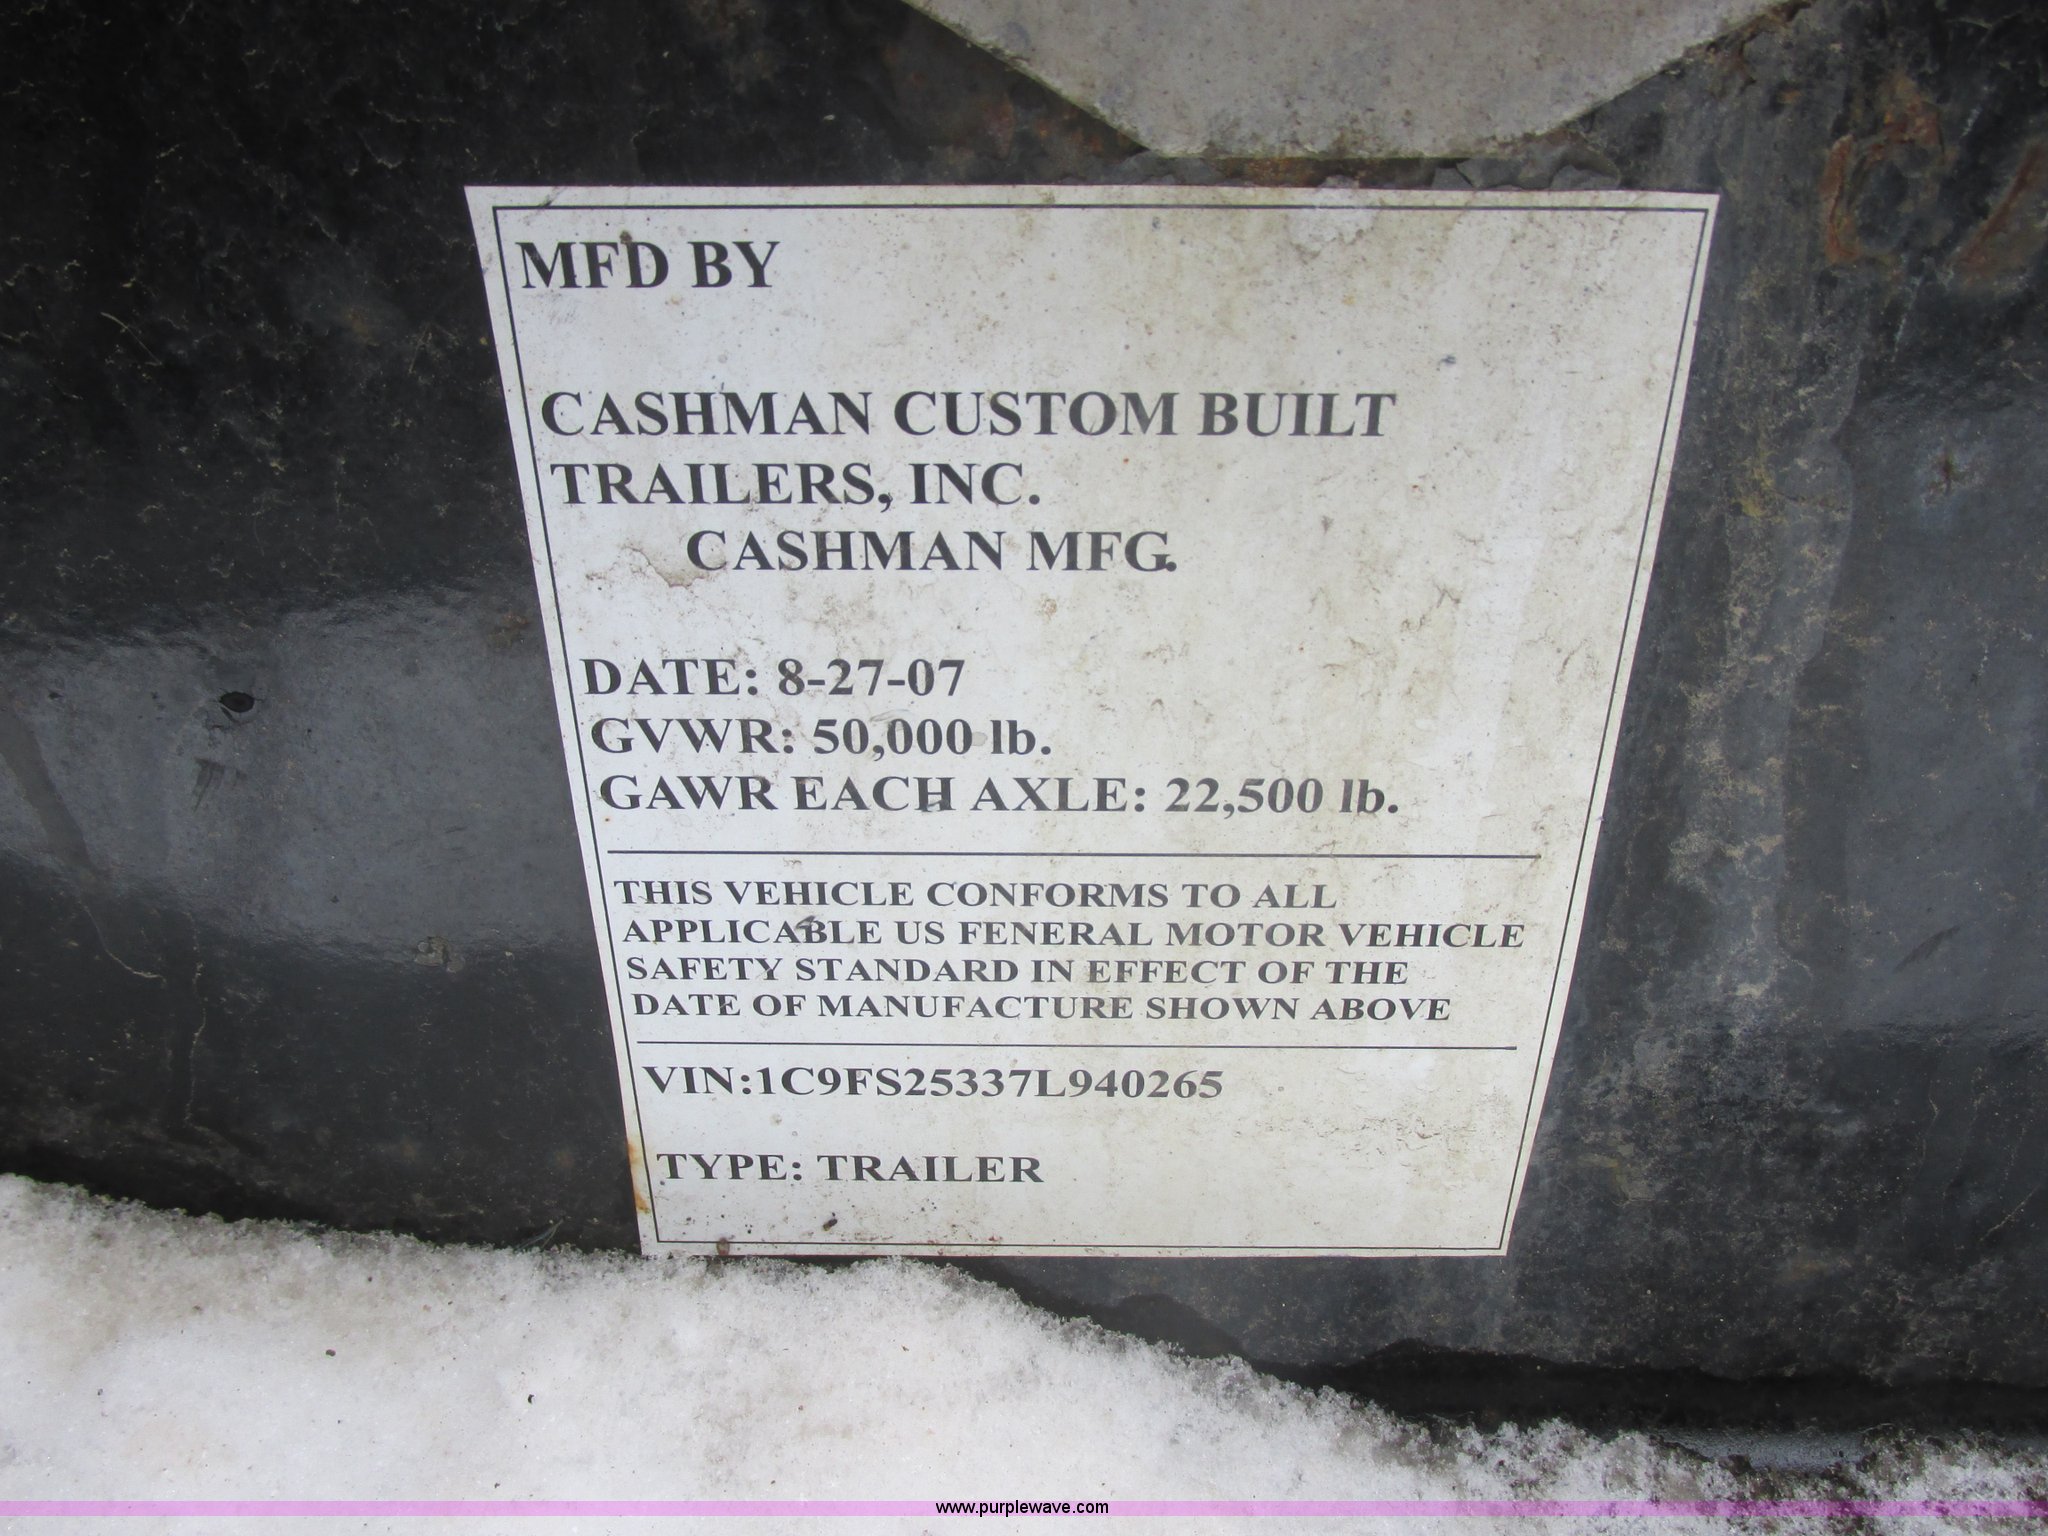 MFD BY
CASHMAN CUSTOM BUILT
TRAILERS, INC.
CASHMAN MFG.
DATE: 8-27-07
GVWR: 50,000 lb.
GAWR EACH AXLE: 22,500 lb.
THIS VEHICLE CONFORMS TO ALL
APPLICABLE US FENERAL MOTOR VEHICLE
SAFETY STANDARD IN EFFECT OF THE
DATE OF MANUFACTURE SHOWN ABOVE
VIN:1C9FS25337L940265
TYPE: TRAILER
www.purplewave.com